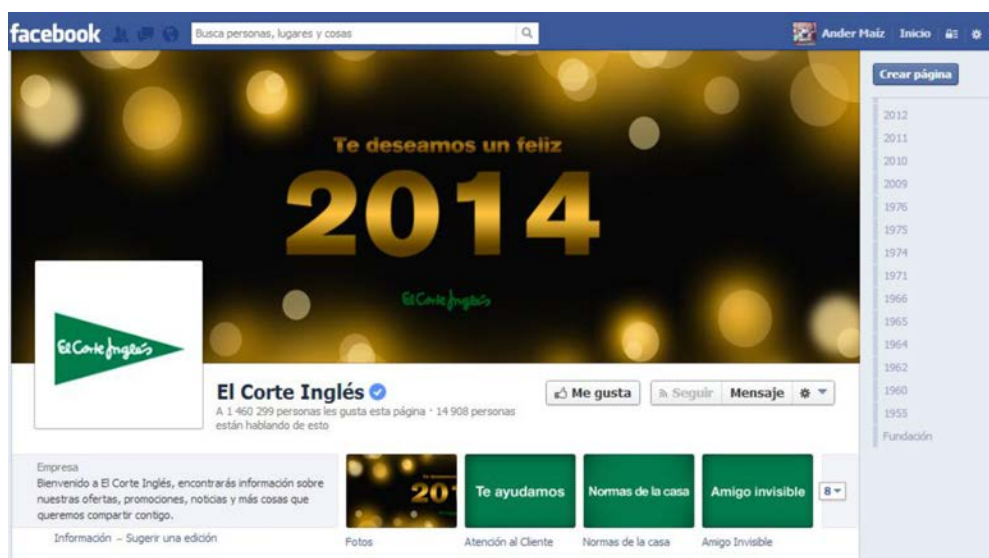 facebook
Busca personas, lugares y cosas
Ander Maíz Inicio
Crear página
2012
2011
2010
2009
1976
1975
1974
1971
1966
1965
1964
1962
1960
1955
Fundación
Te deseamos un feliz
2014
El Corte Inglés
El Corte Inglés
El Corte Inglés
A 1 460 299 personas les gusta esta página · 14 908 personas
están hablando de esto
Me gusta
Seguir
Mensaje
Empresa
Bienvenido a El Corte Inglés, encontrarás información sobre
nuestras ofertas, promociones, noticias y más cosas que
queremos compartir contigo.
Información – Sugerir una edición
201
Te ayudamos
Normas de la casa
Amigo invisible
8
Fotos
Atención al Cliente
Normas de la casa
Amigo Invisible